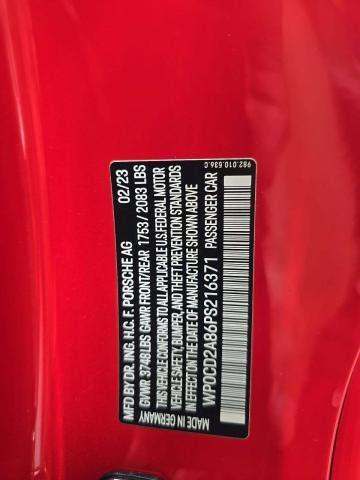 MFD BY DR. ING. H.C. F. PORSCHE AG 02/23
GVWR 3748 LBS GAWR FRONT/REAR 1753 / 2083 LBS
THIS VEHICLE CONFORMS TO ALL APPLICABLE U.S. FEDERAL MOTOR
VEHICLE SAFETY, BUMPER, AND THEFT PREVENTION STANDARDS
IN EFFECT ON THE DATE OF MANUFACTURE SHOWN ABOVE
WP0CD2A86PS216371 PASSENGER CAR
MADE IN GERMANY
982.010.536.C